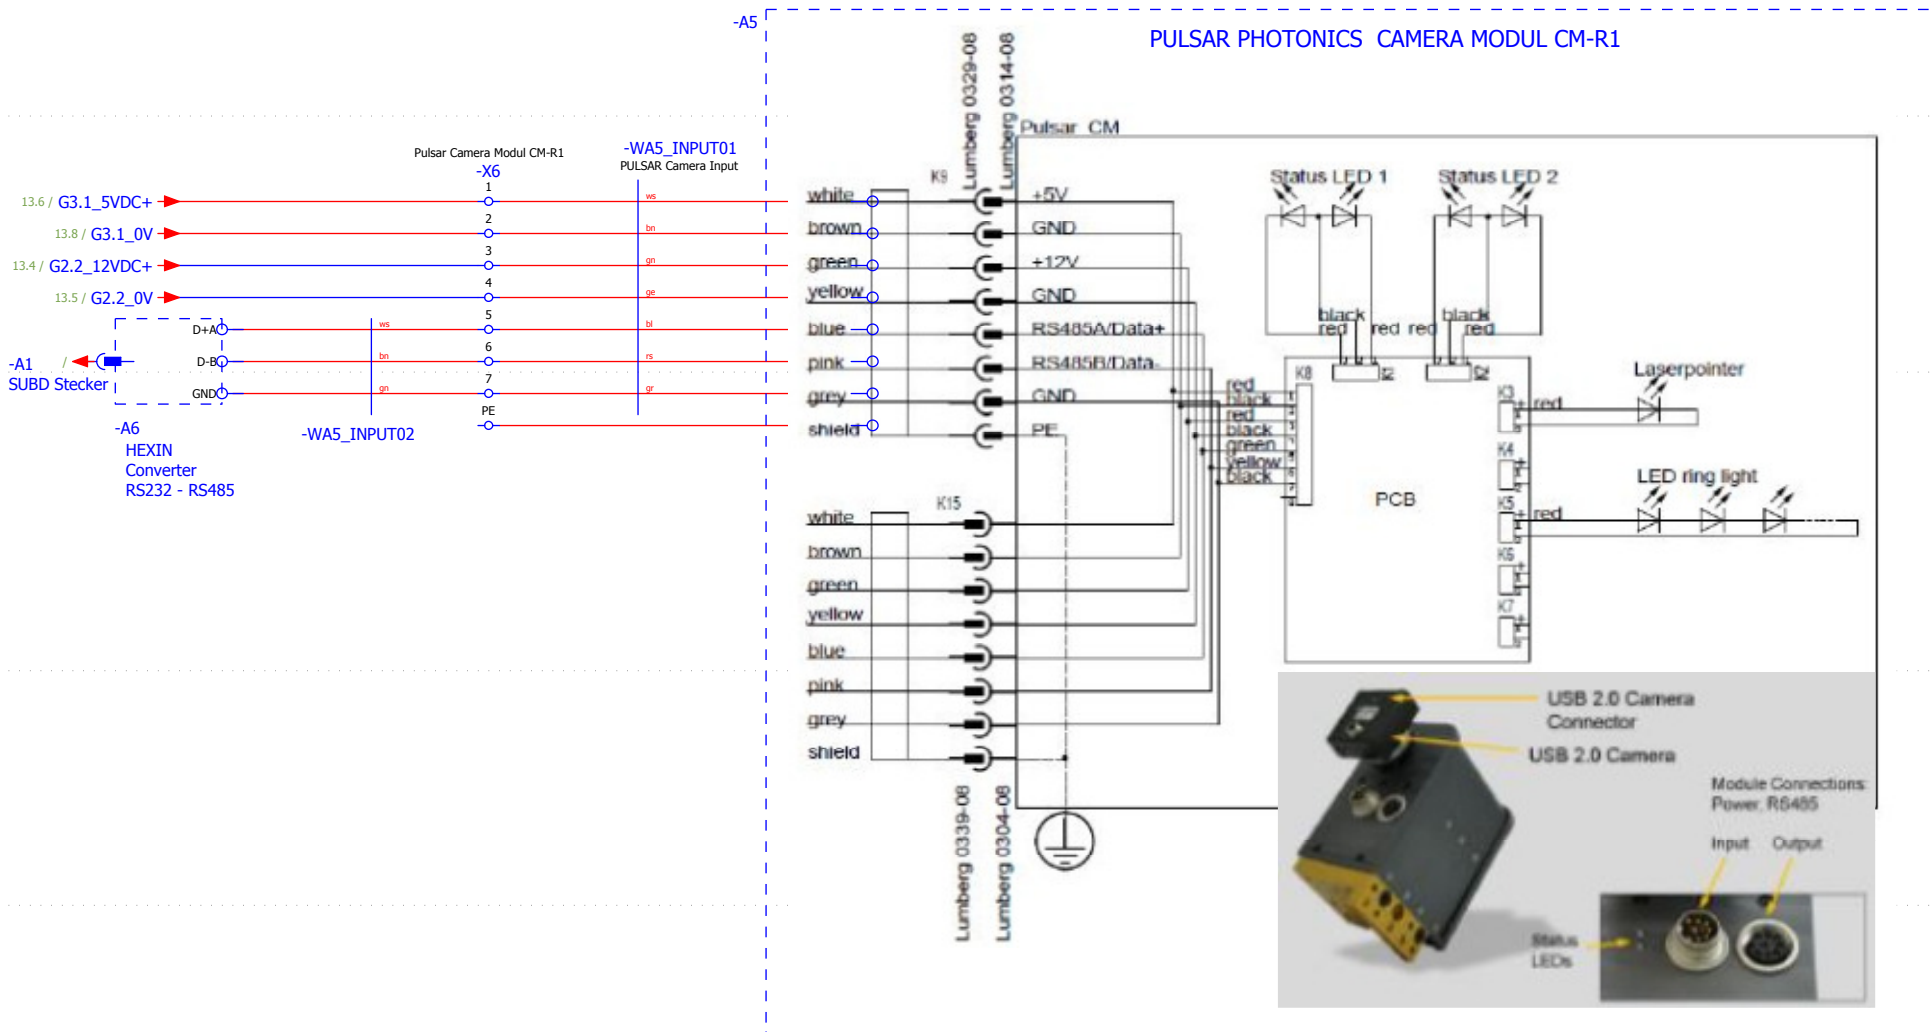 -A5
PULSAR PHOTONICS CAMERA MODUL CM-R1
Lumberg 0329-08
Lumberg 0314-08
Pulsar CM
Pulsar Camera Modul CM-R1
-X6
-WA5_INPUT01
PULSAR Camera Input
K9
Status LED 1
Status LED 2
13.6 / G3.1_5VDC+
1
ws
white
+5V
13.8 / G3.1_0V
2
bn
brown
GND
13.4 / G2.2_12VDC+
3
gn
green
+12V
13.5 / G2.2_0V
4
ge
yellow
GND
D+A
ws
5
bl
blue
RS485A/Data+
D-B
bn
6
rs
pink
RS485B/Data-
GND
gn
7
gr
grey
GND
PE
shield
PE
-A1
/
SUBD Stecker
-A6
HEXIN
Converter
RS232 - RS485
-WA5_INPUT02
black
red
red
black
red
red
K8
red
black
red
black
green
yellow
black
PCB
K3
+
red
Laserpointer
K4
+
K5
+
red
LED ring light
K6
+
K7
+
K15
white
brown
green
yellow
blue
pink
grey
shield
Lumberg 0339-08
Lumberg 0304-08
USB 2.0 Camera
Connector
USB 2.0 Camera
Module Connections:
Power, RS485
Input Output
Status
LEDs